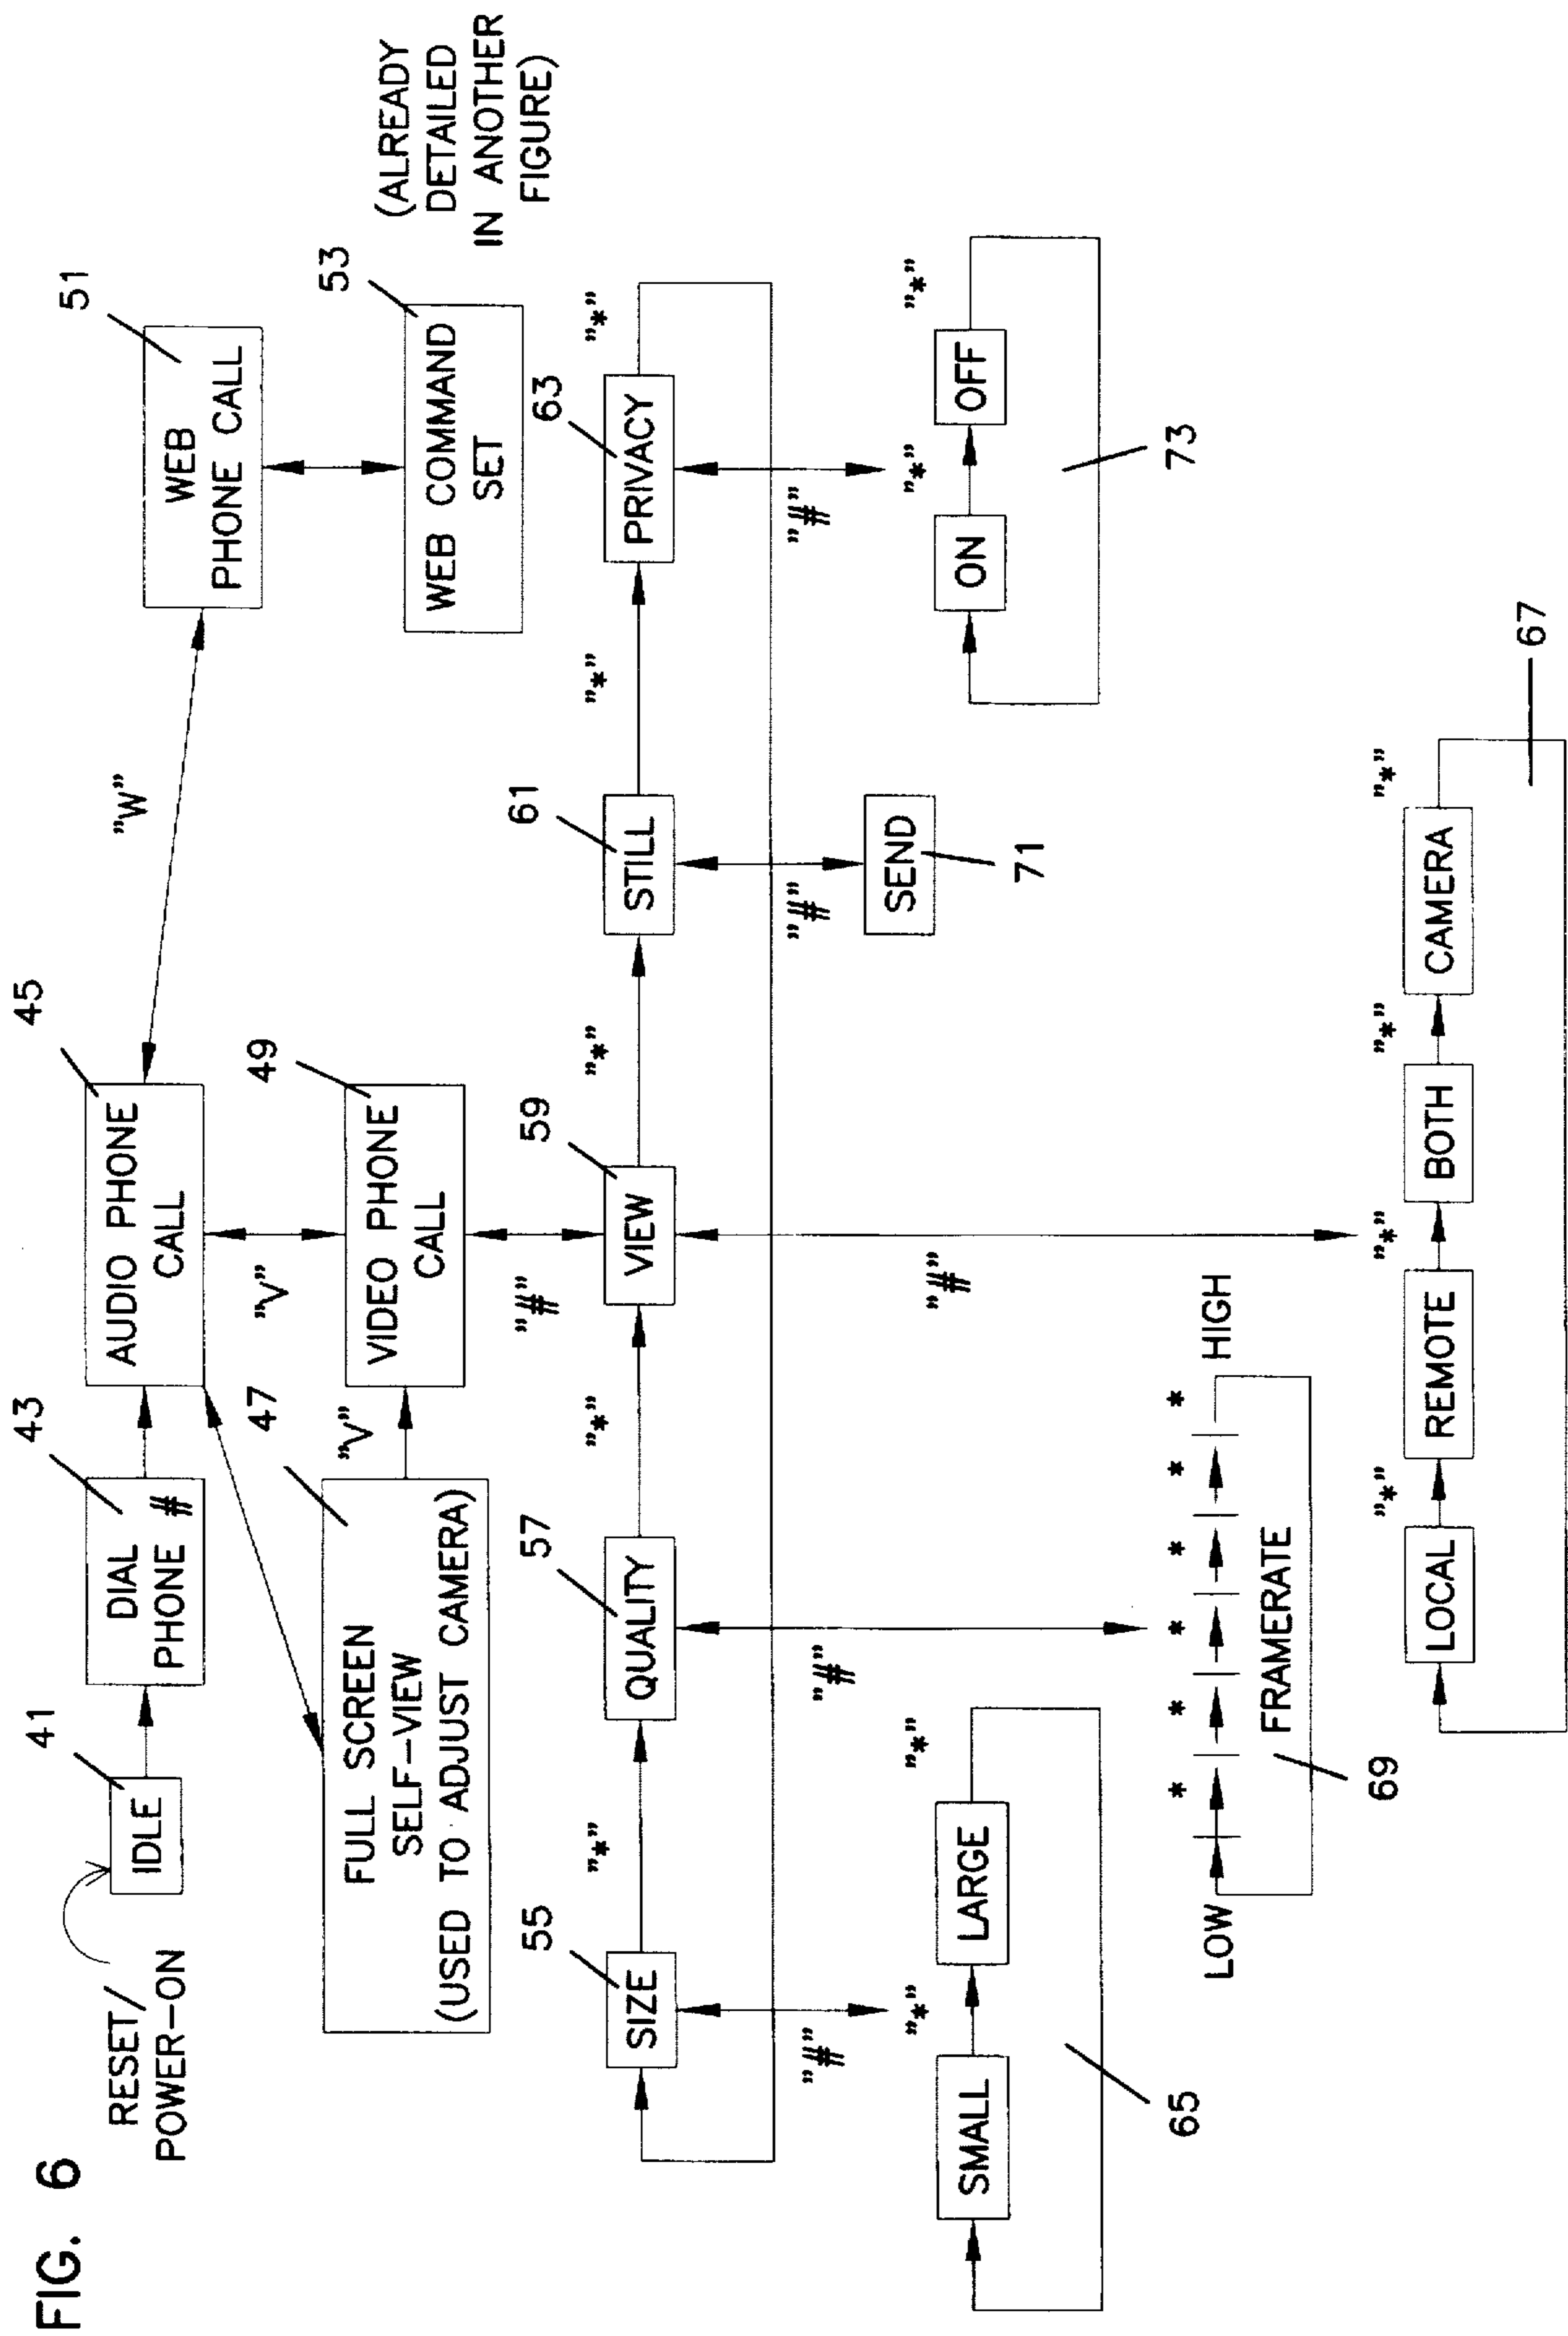 FIG. 6
RESET/
POWER-ON
41
IDLE
43
DIAL
PHONE #
45
AUDIO PHONE
CALL
"W"
51
WEB
PHONE CALL
47
FULL SCREEN
SELF-VIEW
(USED TO ADJUST CAMERA)
"V"
"V"
49
VIDEO PHONE
CALL
"#"
53
WEB COMMAND
SET
(ALREADY
DETAILED
IN ANOTHER
FIGURE)
55
SIZE
"*"
57
QUALITY
"*"
59
VIEW
"*"
61
STILL
"*"
63
PRIVACY
"*"
"#"
"#"
"#"
"#"
"#"
SMALL
"*"
LARGE
"*"
65
SEND
71
ON
"*"
OFF
"*"
73
LOW
* * * * * *
HIGH
FRAMERATE
69
LOCAL
"*"
REMOTE
"*"
BOTH
"*"
CAMERA
"*"
67